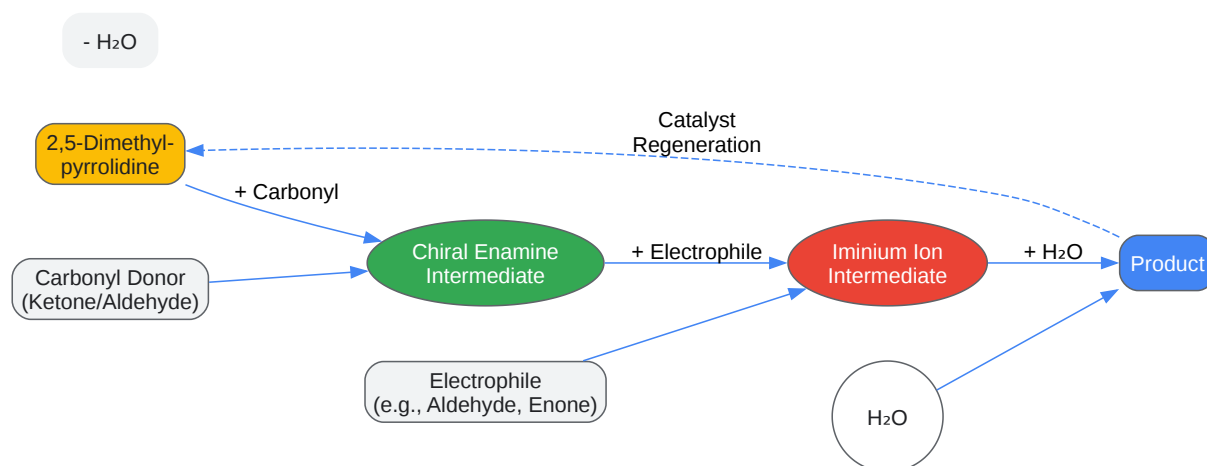 - H₂O
2,5-Dimethyl-
pyrrolidine
Catalyst
Regeneration
+ Carbonyl
Carbonyl Donor
(Ketone/Aldehyde)
Chiral Enamine
Intermediate
+ Electrophile
Iminium Ion
Intermediate
+ H₂O
Product
Electrophile
(e.g., Aldehyde, Enone)
H₂O